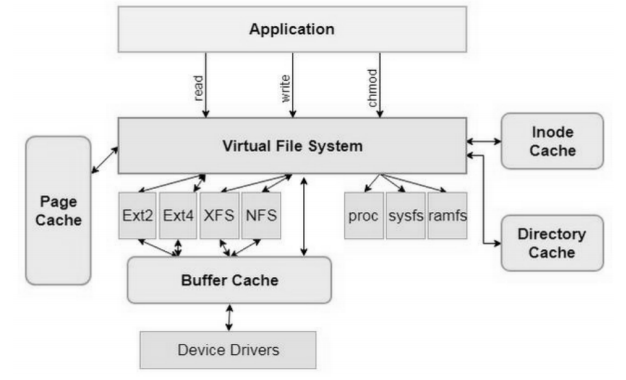 Application
read
write
chmod
Virtual File System
Inode
Cache
Page
Cache
Ext2 Ext4 XFS NFS
proc sysfs ramfs
Directory
Cache
Buffer Cache
Device Drivers